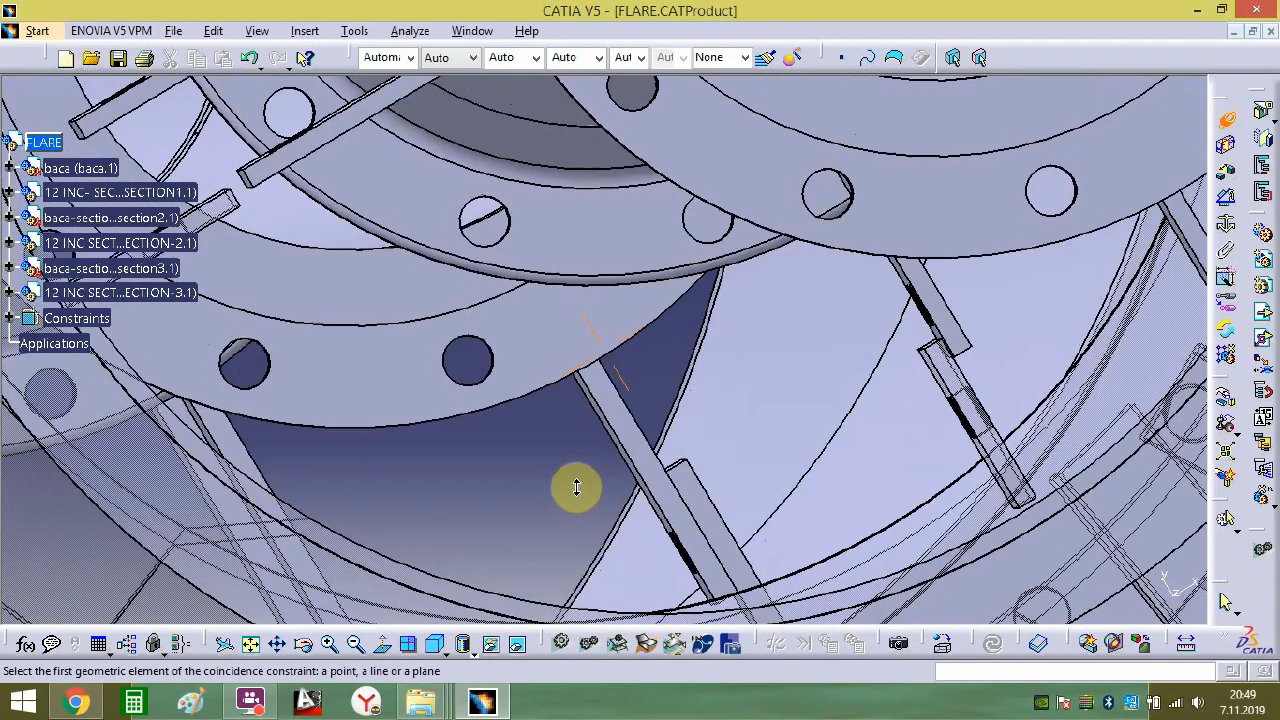 CATIA V5 - [FLARE.CATProduct]
Start ENOVIA V5 VPM File Edit View Insert Tools Analyze Window Help
Automa Auto Auto Auto Aut Aut None
FLARE
baca (baca.1)
12 INC- SEC...SECTION1.1)
baca-sectio...section2.1)
12 INC SECT...ECTION-2.1)
baca-sectio...section3.1)
12 INC SECT...ECTION-3.1)
Constraints
Applications
y x z
f(x)
CATIA
Select the first geometric element of the coincidence constraint: a point, a line or a plane
20:49
7.11.2019